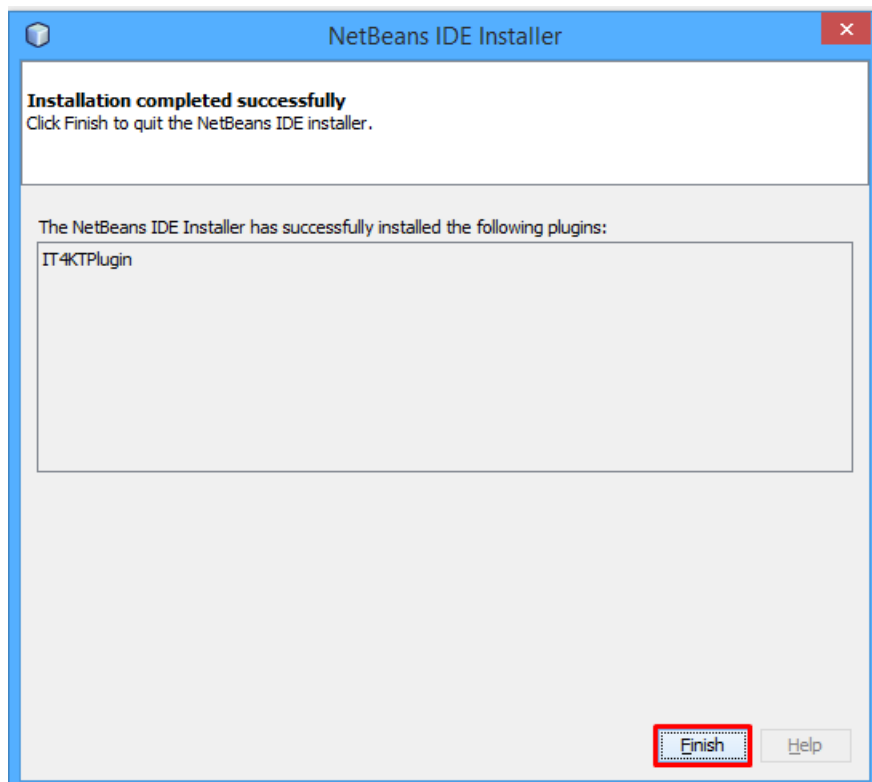 NetBeans IDE Installer
Installation completed successfully
Click Finish to quit the NetBeans IDE installer.
The NetBeans IDE Installer has successfully installed the following plugins:
IT4KTPlugin
Finish
Help